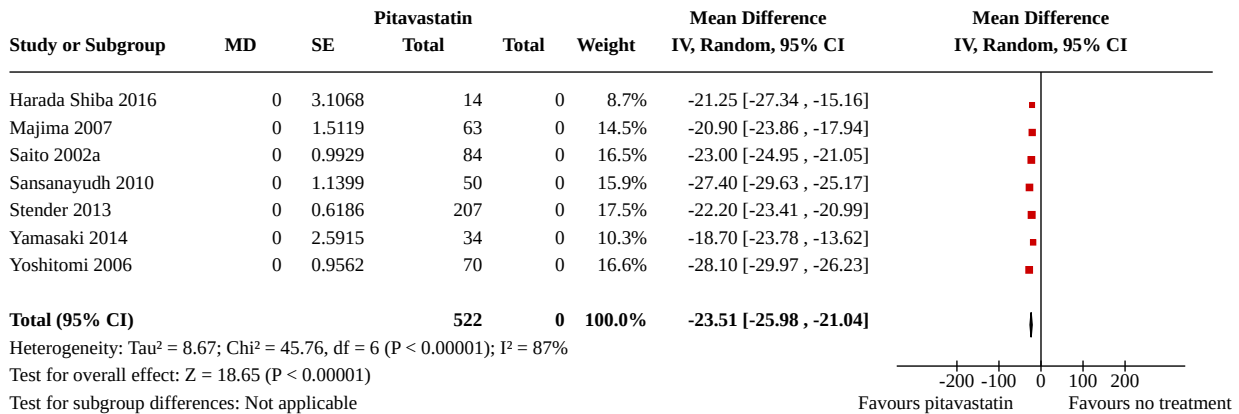 Pitavastatin Mean Difference Mean Difference
Study or Subgroup MD SE Total Total Weight IV, Random, 95% CI IV, Random, 95% CI
Harada Shiba 2016 0 3.1068 14 0 8.7% -21.25 [-27.34 , -15.16]
Majima 2007 0 1.5119 63 0 14.5% -20.90 [-23.86 , -17.94]
Saito 2002a 0 0.9929 84 0 16.5% -23.00 [-24.95 , -21.05]
Sansanayudh 2010 0 1.1399 50 0 15.9% -27.40 [-29.63 , -25.17]
Stender 2013 0 0.6186 207 0 17.5% -22.20 [-23.41 , -20.99]
Yamasaki 2014 0 2.5915 34 0 10.3% -18.70 [-23.78 , -13.62]
Yoshitomi 2006 0 0.9562 70 0 16.6% -28.10 [-29.97 , -26.23]
Total (95% CI) 522 0 100.0% -23.51 [-25.98 , -21.04]
Heterogeneity: Tau² = 8.67; Chi² = 45.76, df = 6 (P < 0.00001); I² = 87%
Test for overall effect: Z = 18.65 (P < 0.00001) -200 -100 0 100 200
Test for subgroup differences: Not applicable Favours pitavastatin Favours no treatment